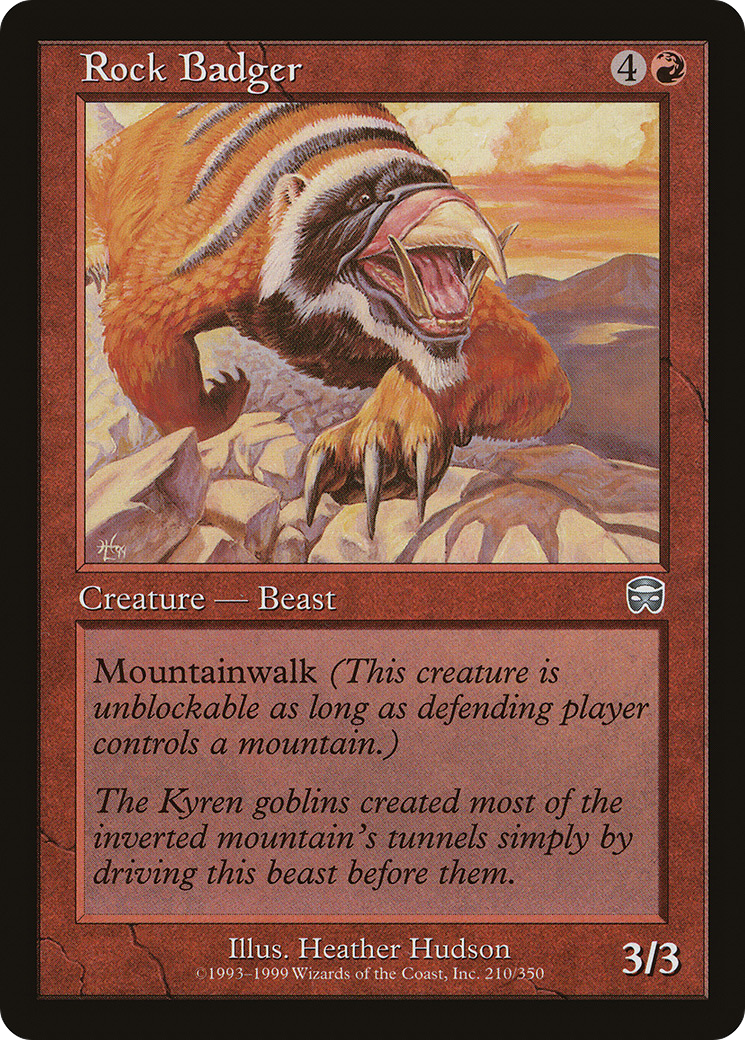 Rock Badger
4
HL99
Creature — Beast
Mountainwalk (This creature is
unblockable as long as defending player
controls a mountain.)
The Kyren goblins created most of the
inverted mountain's tunnels simply by
driving this beast before them.
Illus. Heather Hudson
©1993–1999 Wizards of the Coast, Inc. 210/350
3/3